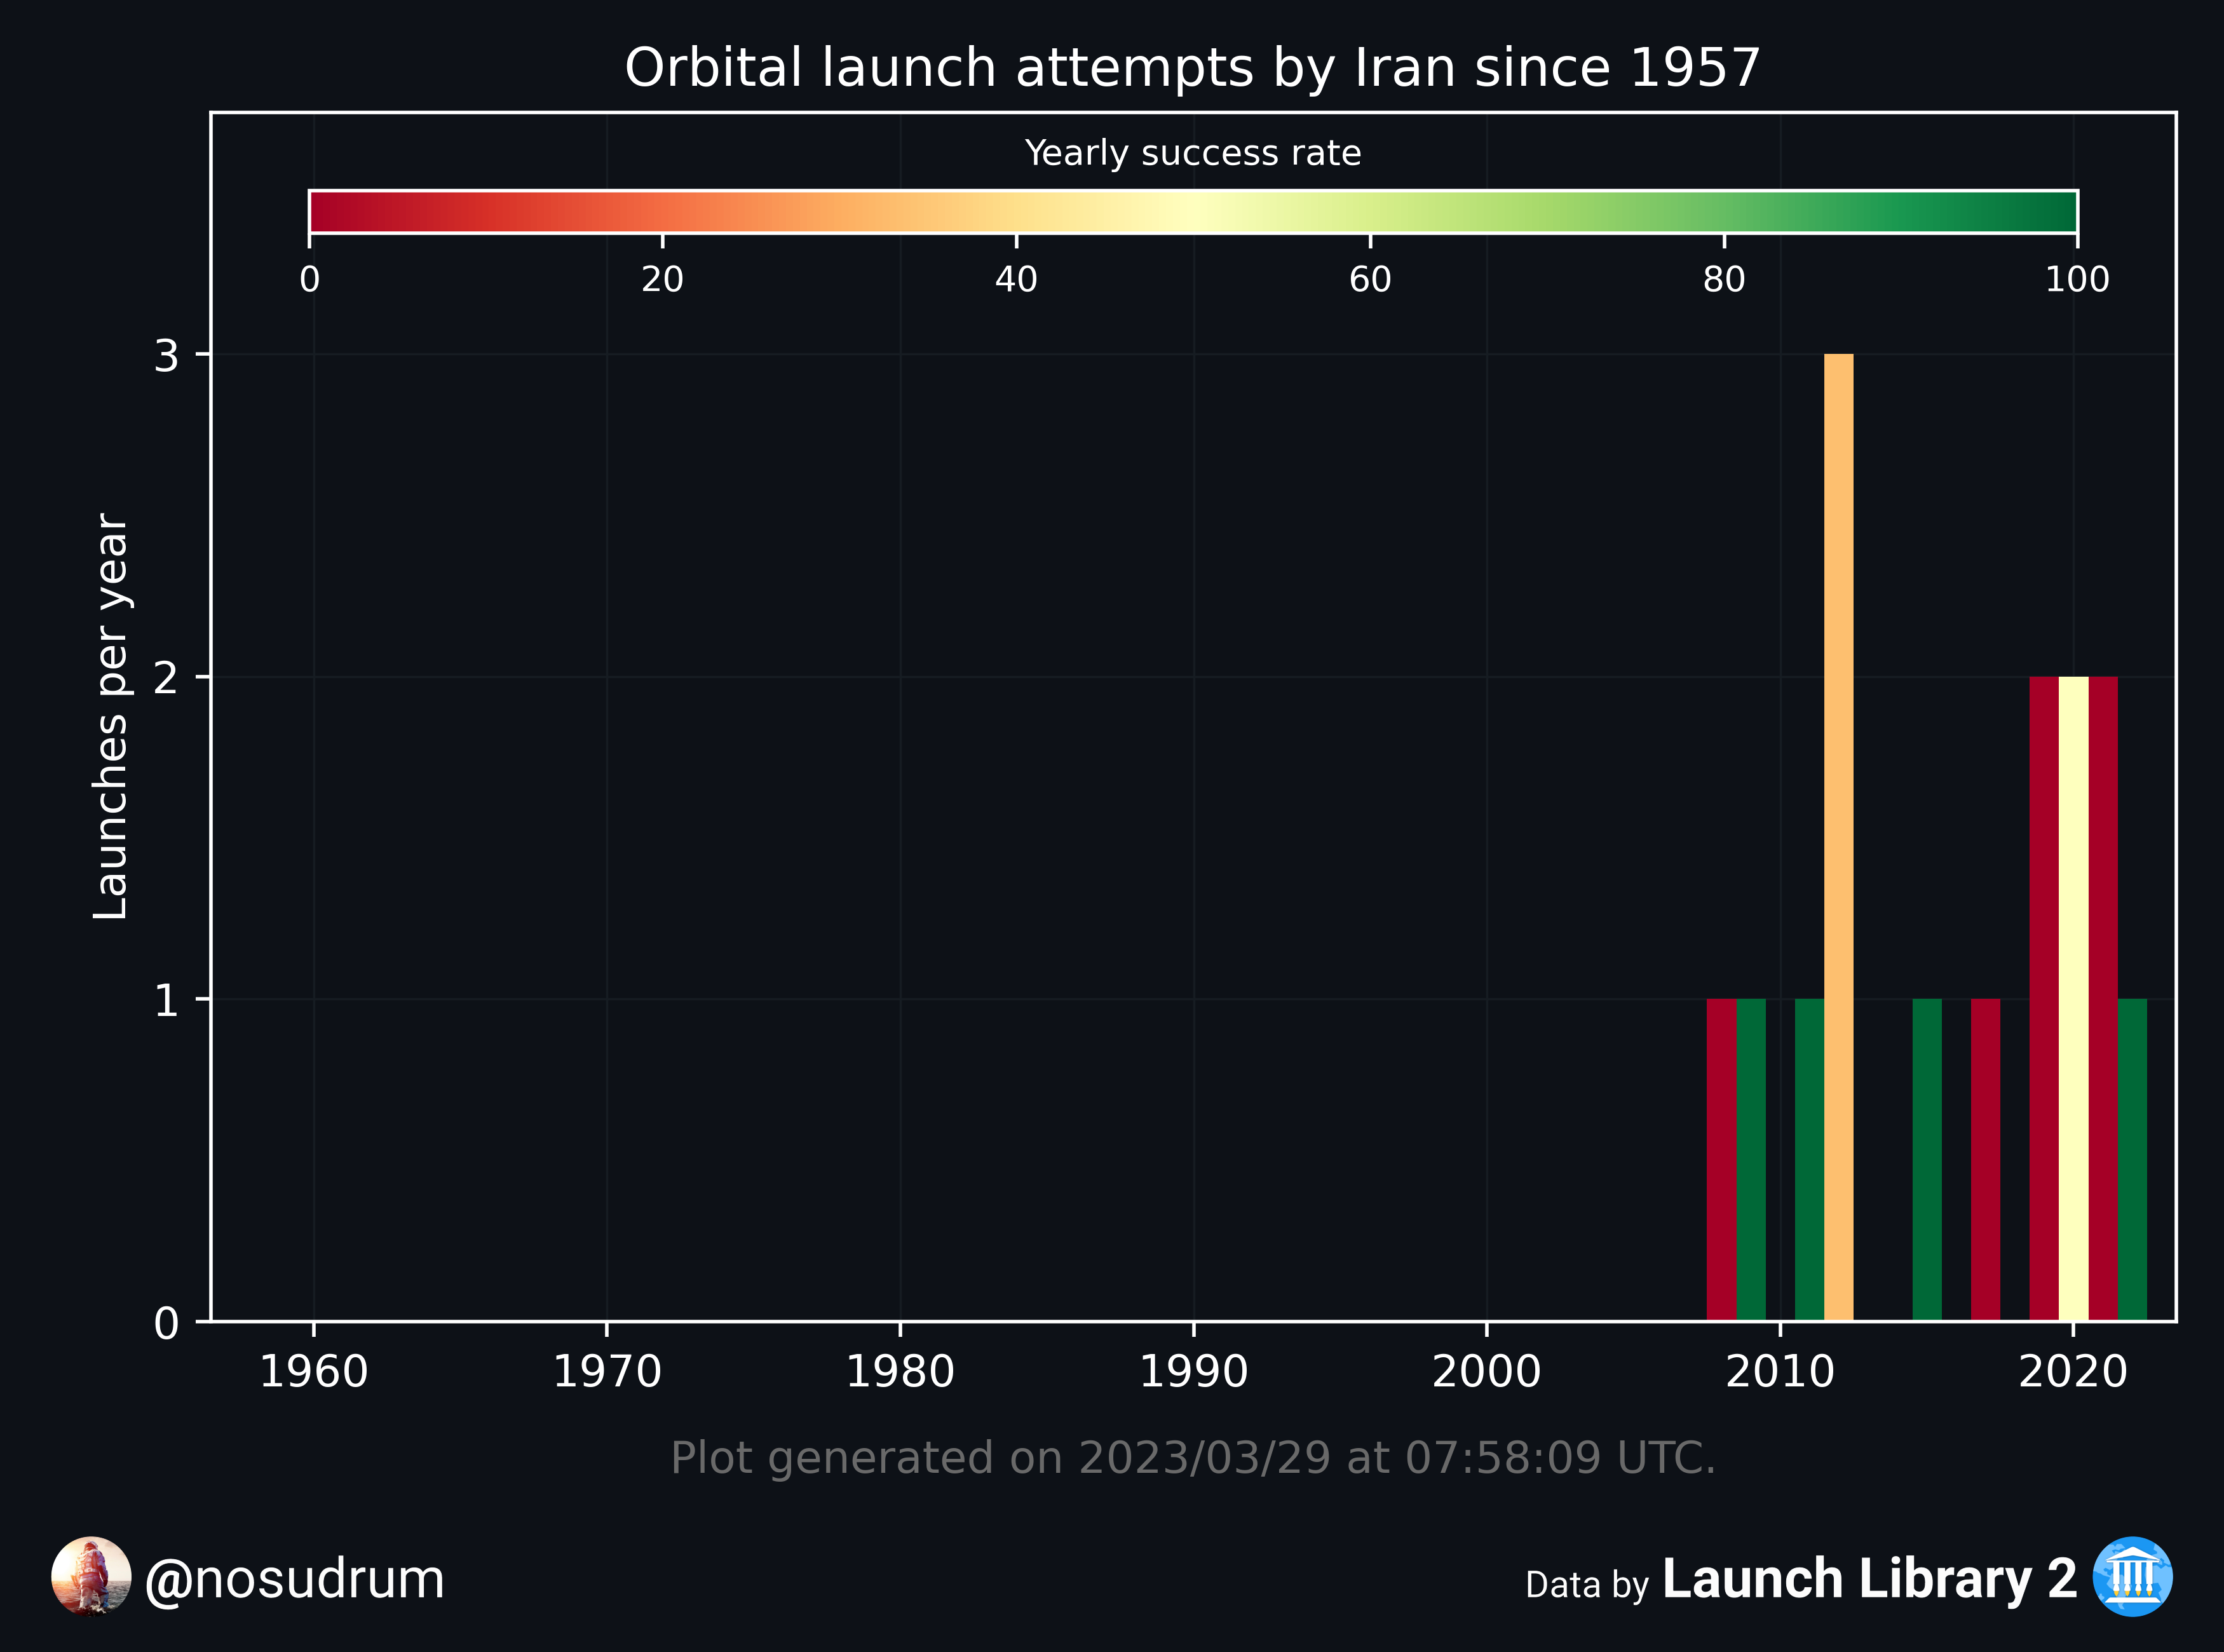 Orbital launch attempts by Iran since 1957
Yearly success rate
0 20 40 60 80 100
3
2
1
0
Launches per year
1960 1970 1980 1990 2000 2010 2020
Plot generated on 2023/03/29 at 07:58:09 UTC.
@nosudrum
Data by Launch Library 2